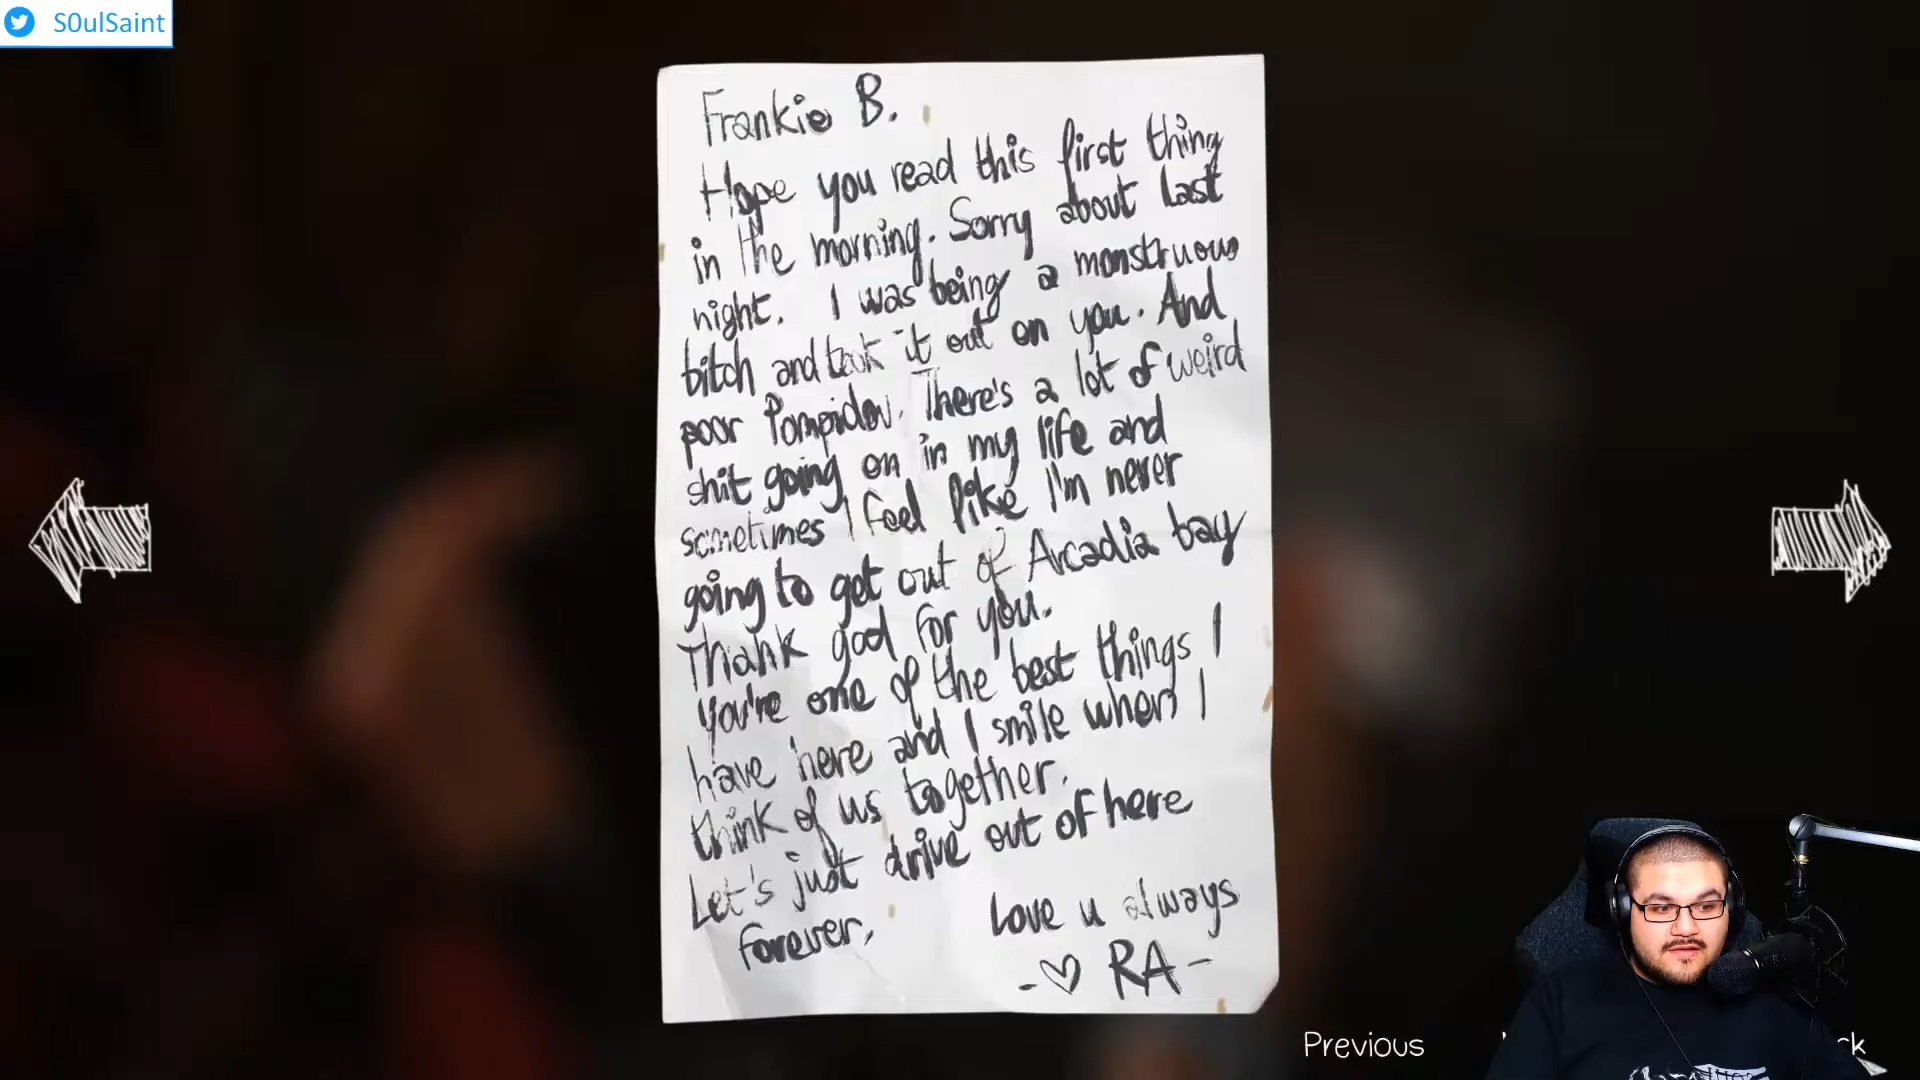 S0ulSaint
Frankie B.
Hope you read this first thing
in the morning. Sorry about last
night. I was being a monstruous
bitch and took it out on you. And
poor Pompidou. There's a lot of weird
shit going on in my life and
sometimes I feel like I'm never
going to get out of Arcadia bay
Thank god for you.
You're one of the best things I
have here and I smile when I
think of us together.
Let's just drive out of here
forever.
Love u always
-♡ RA-
Previous